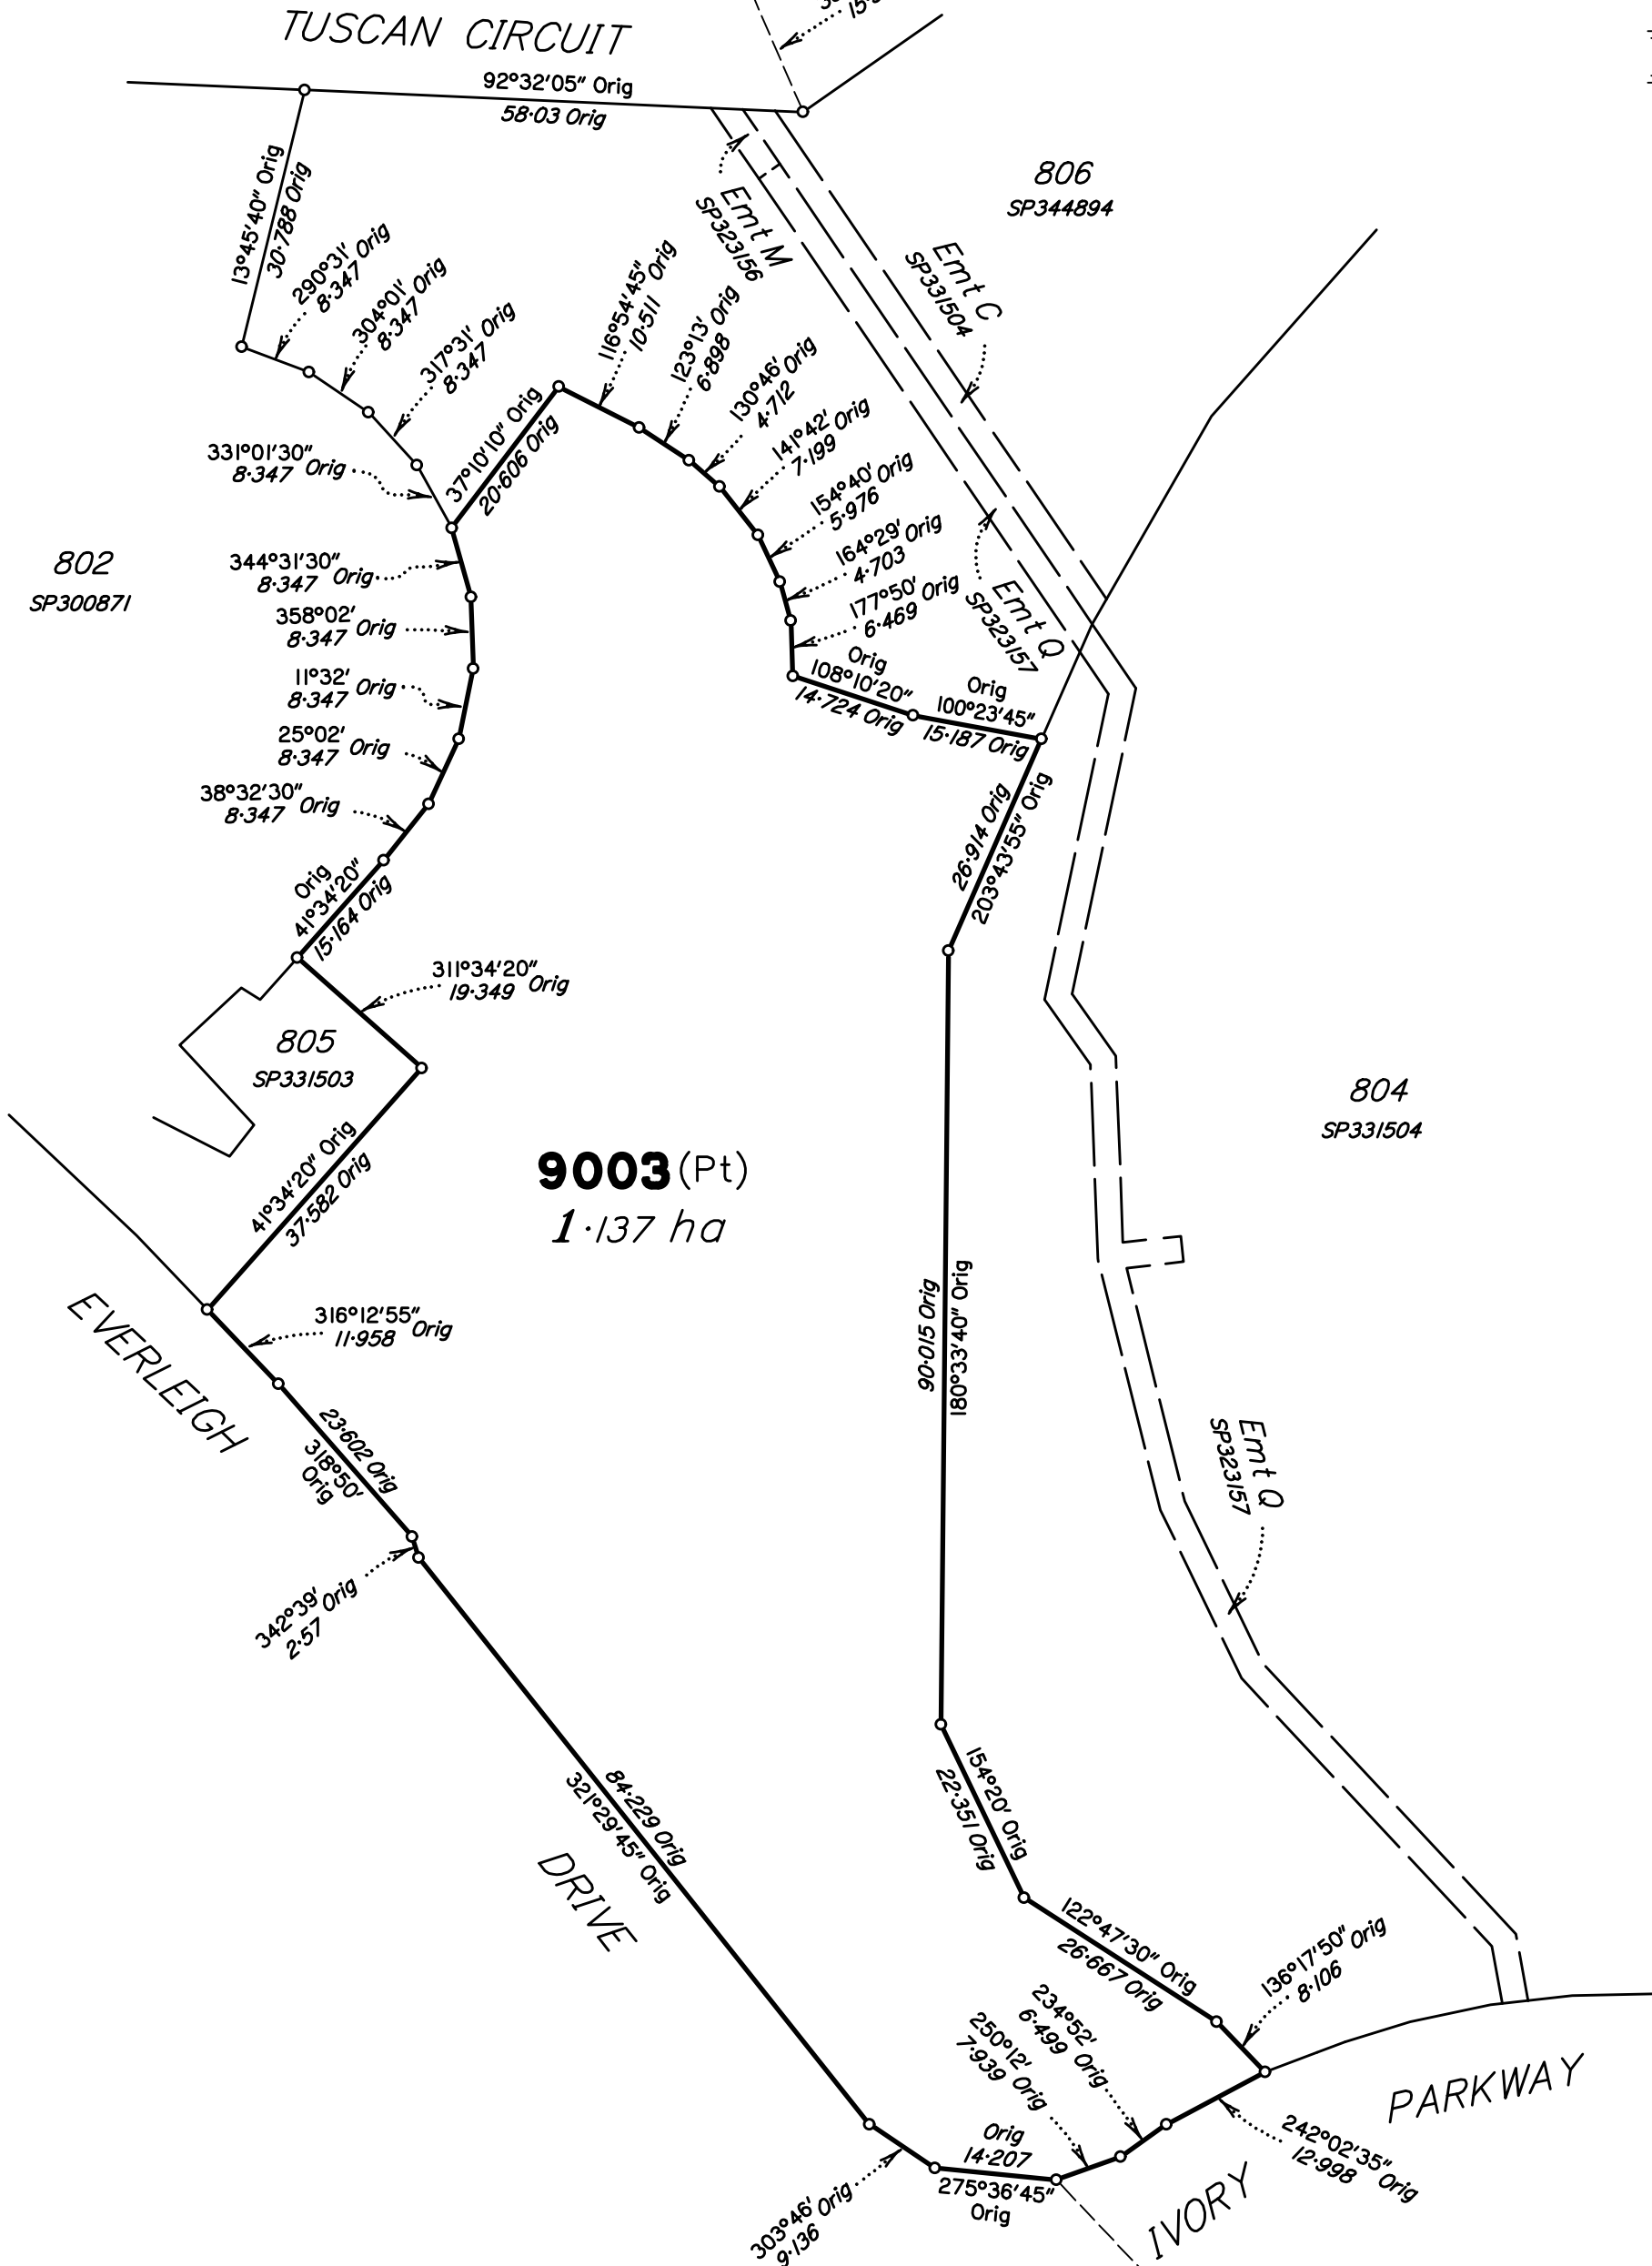 TUSCAN CIRCUIT
92°32'05" Orig
58·03 Orig
13°45'40" Orig
30·788 Orig
290°31' Orig
8·347
304°01' Orig
8·347
317°31' Orig
8·347
331°01'30"
8·347 Orig
37°10'10" Orig
20·606 Orig
116°54'45" Orig
10·511
123°13' Orig
6·898
130°46' Orig
4·712
141°42' Orig
7·199
154°40' Orig
5·976
164°29' Orig
4·703
177°50' Orig
6·469
Emt M
SP323156
806
SP344894
Emt C
SP331504
Emt Q
SP323157
802
SP300871
344°31'30"
8·347 Orig
358°02'
8·347 Orig
11°32'
8·347 Orig
25°02'
8·347 Orig
38°32'30"
8·347 Orig
Orig
41°34'20"
15·164 Orig
Orig
108°10'20"
14·724 Orig
Orig
100°23'45"
15·187 Orig
26·914 Orig
203°43'55" Orig
311°34'20"
19·349 Orig
805
SP331503
41°34'20" Orig
37·582 Orig
9003 (Pt)
1·137 ha
804
SP331504
90·015 Orig
180°33'40" Orig
EVERLEIGH
316°12'55"
11·958 Orig
23·602 Orig
318°50'
Orig
342°39' Orig
2·57
Emt Q
SP323157
84·229 Orig
321°29'45" Orig
DRIVE
154°20' Orig
22·351 Orig
122°47'30" Orig
26·667 Orig
136°17'50" Orig
8·106
234°52'
6·499 Orig
250°12'
7·939 Orig
Orig
14·207
275°36'45"
Orig
303°46' Orig
9·136
242°02'35"
12·998 Orig
IVORY
PARKWAY